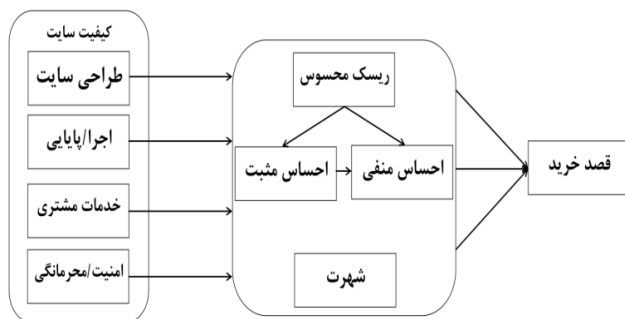 کیفیت سایت
طراحی سایت
اجرا/پایایی
خدمات مشتری
امنیت/محرمانگی
ریسک محسوس
احساس مثبت
احساس منفی
شهرت
قصد خرید